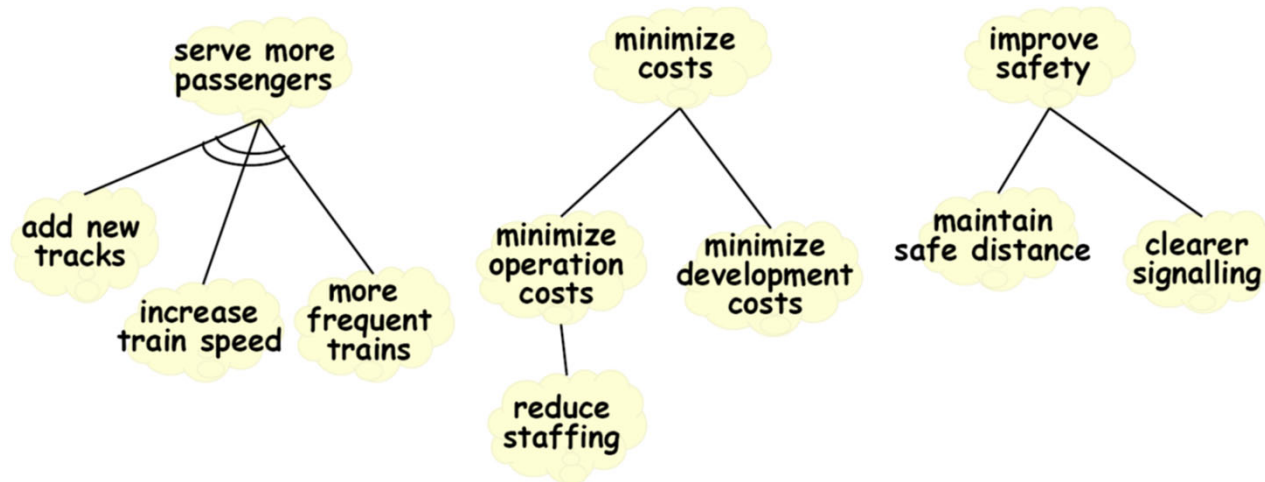 serve more
passengers
minimize
costs
improve
safety
add new
tracks
increase
train speed
more
frequent
trains
minimize
operation
costs
minimize
development
costs
maintain
safe distance
clearer
signalling
reduce
staffing